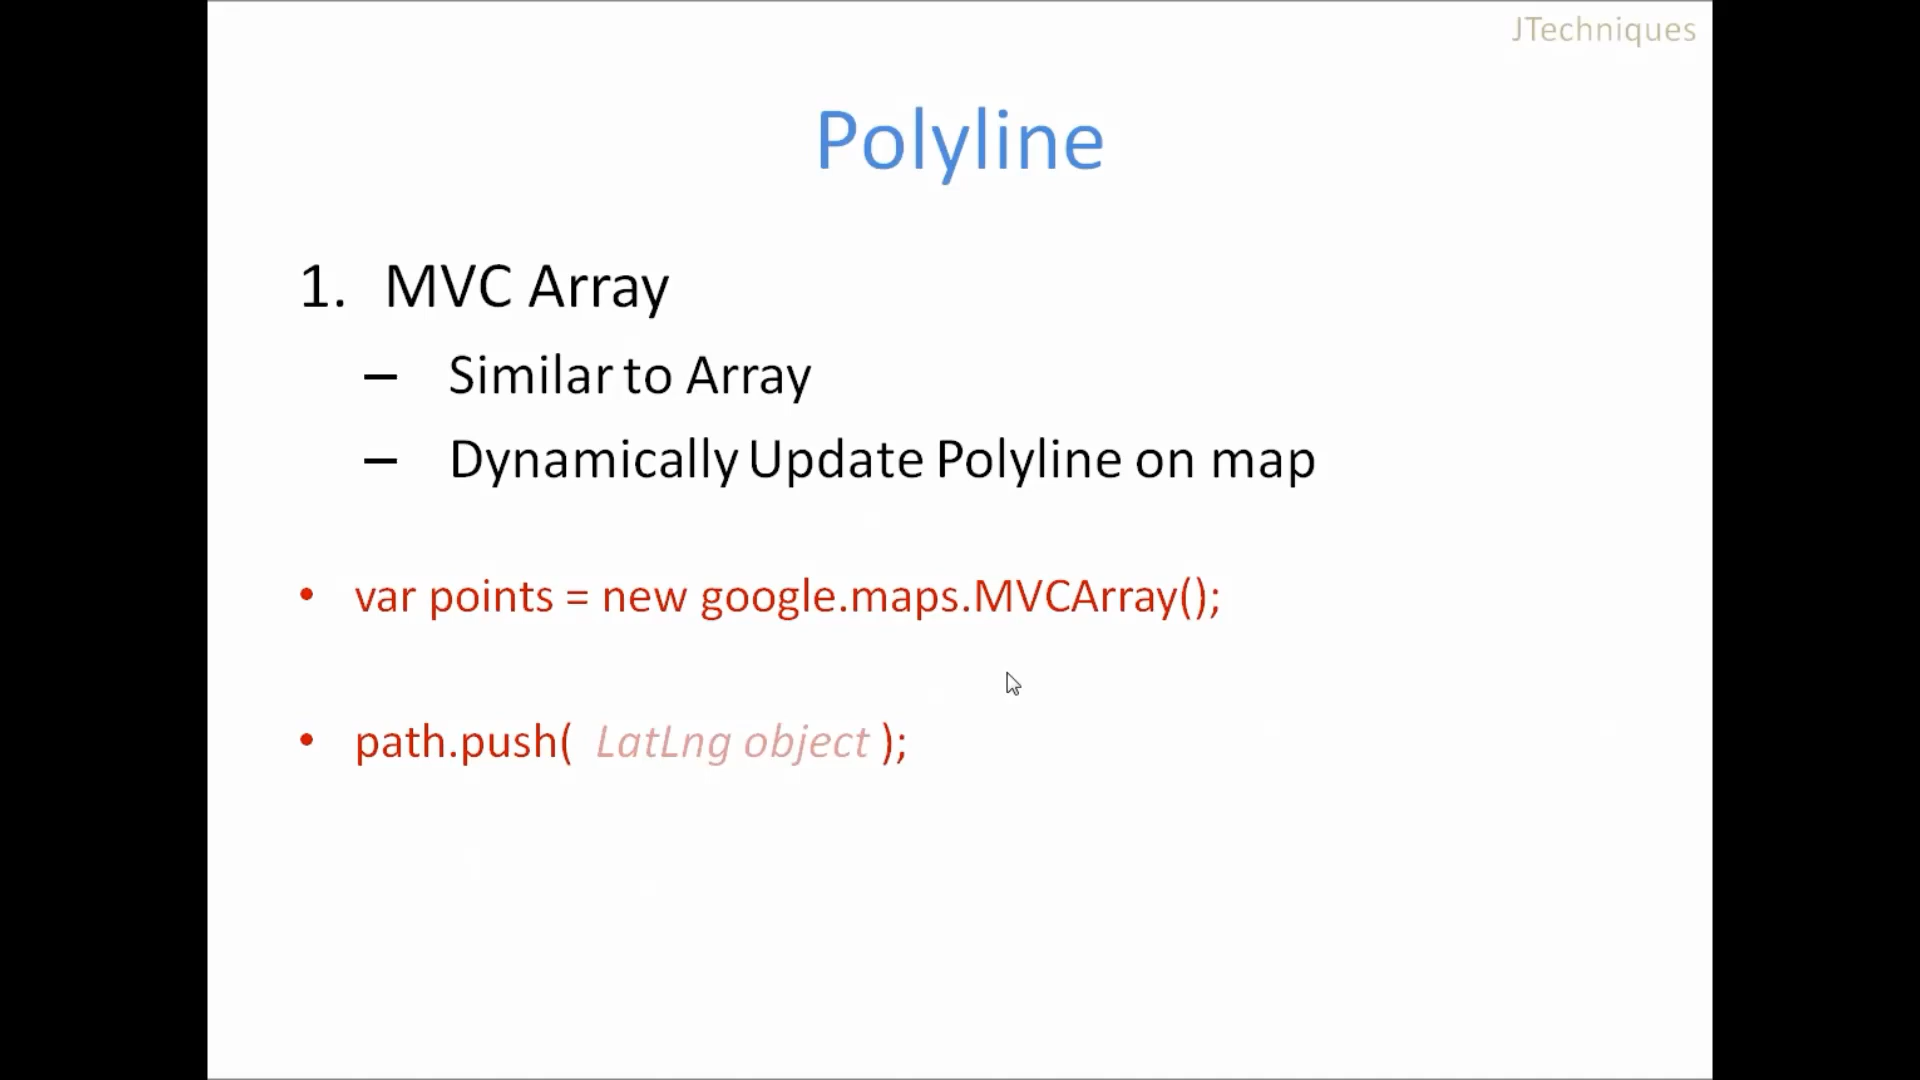 JTechniques
Polyline
1. MVC Array
– Similar to Array
– Dynamically Update Polyline on map
• var points = new google.maps.MVCArray();
• path.push( LatLng object );